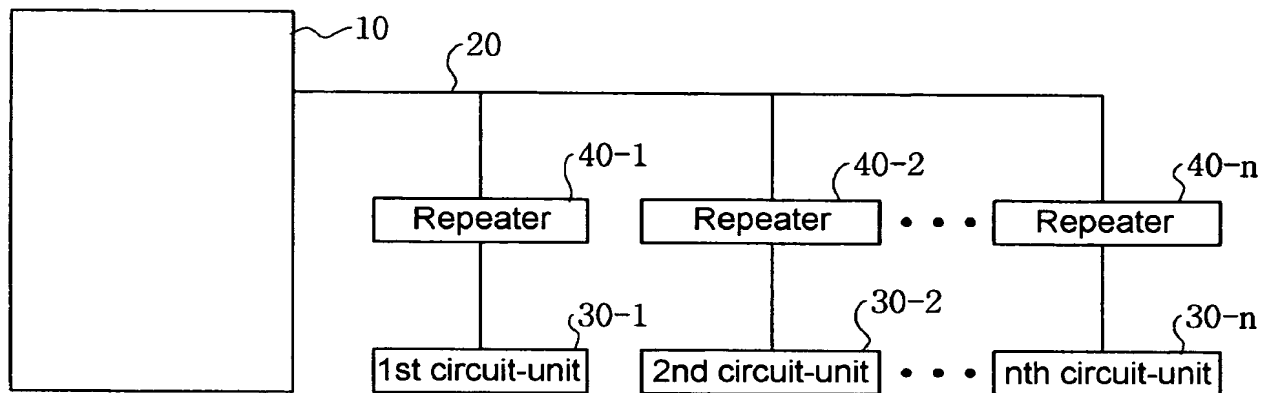 10
20
40-1
40-2
40-n
Repeater
Repeater
• • •
Repeater
30-1
30-2
30-n
1st circuit-unit
2nd circuit-unit
• • •
nth circuit-unit